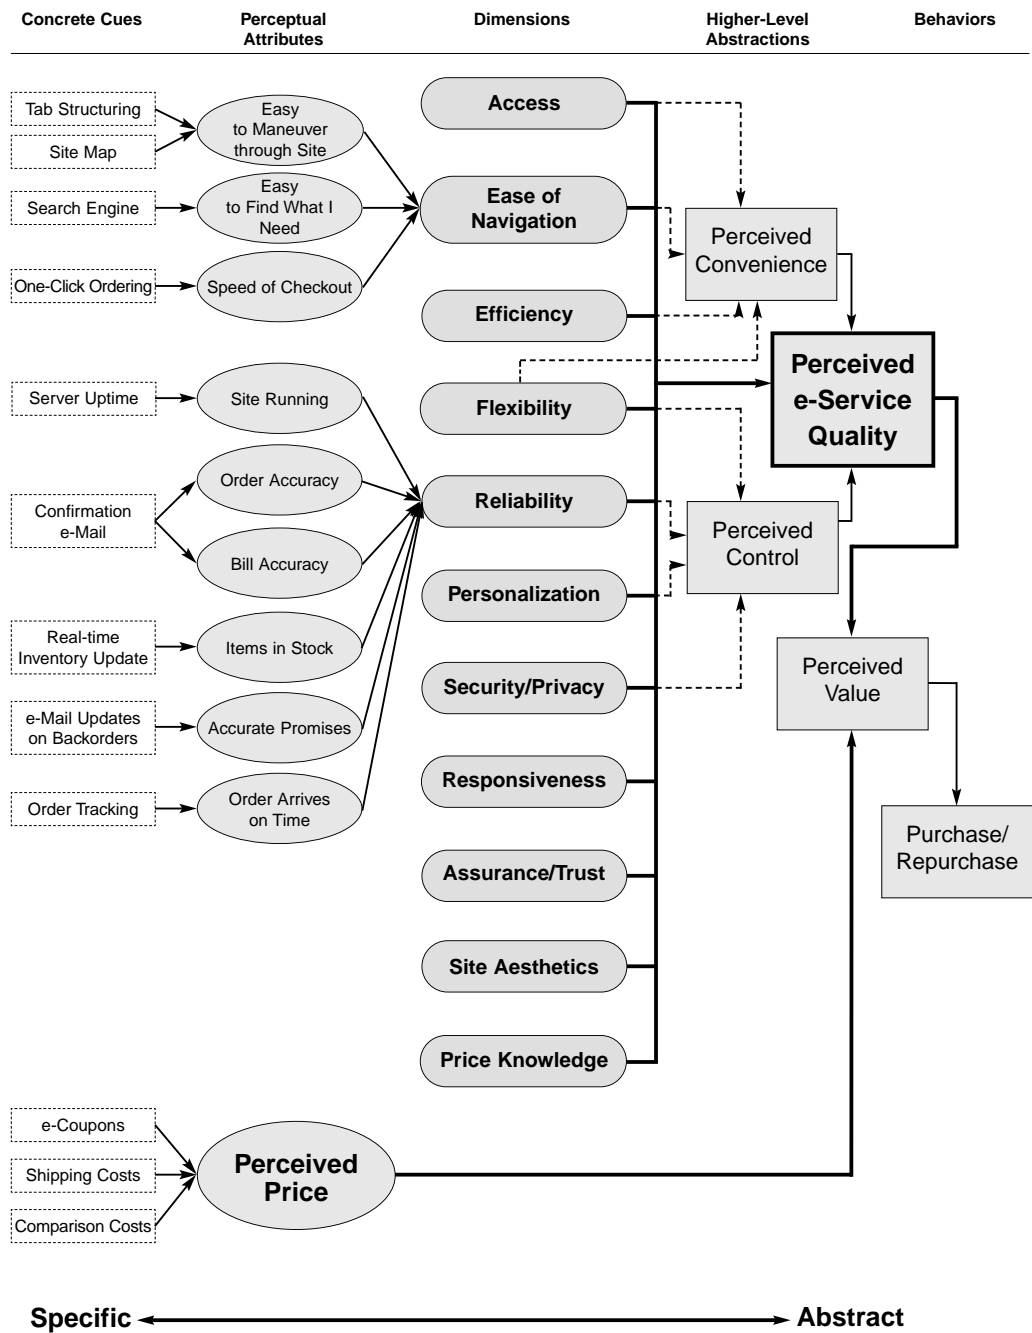 Concrete Cues
Perceptual
Attributes
Dimensions
Higher-Level
Abstractions
Behaviors
Tab Structuring
Site Map
Search Engine
One-Click Ordering
Server Uptime
Confirmation
e-Mail
Real-time
Inventory Update
e-Mail Updates
on Backorders
Order Tracking
e-Coupons
Shipping Costs
Comparison Costs
Easy
to Maneuver
through Site
Easy
to Find What I
Need
Speed of Checkout
Site Running
Order Accuracy
Bill Accuracy
Items in Stock
Accurate Promises
Order Arrives
on Time
Perceived
Price
Access
Ease of
Navigation
Efficiency
Flexibility
Reliability
Personalization
Security/Privacy
Responsiveness
Assurance/Trust
Site Aesthetics
Price Knowledge
Perceived
Convenience
Perceived
e-Service
Quality
Perceived
Control
Perceived
Value
Purchase/
Repurchase
Specific
Abstract